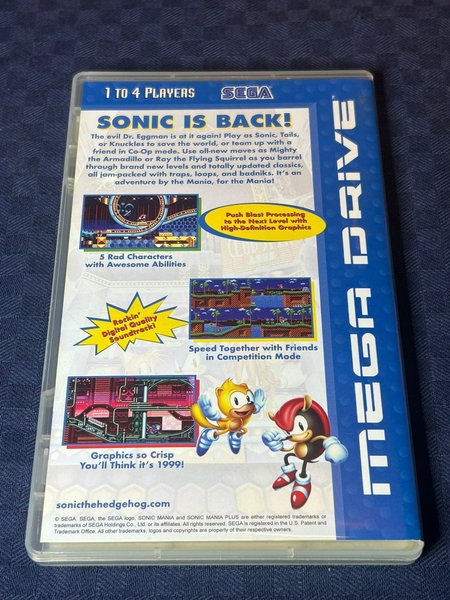 1 TO 4 PLAYERS
SEGA
SONIC IS BACK!
The evil Dr. Eggman is at it again! Play as Sonic, Tails,
or Knuckles to save the world, or team up with a
friend in Co-Op mode. Use all-new moves as Mighty
the Armadillo or Ray the Flying Squirrel as you barrel
through brand new levels and totally updated classics,
all jam-packed with traps, loops, and badniks. It's an
adventure by the Mania, for the Mania!
Push Blast Processing
to the Next Level with
High-Definition Graphics
5 Rad Characters
with Awesome Abilities
Rockin'
Digital Quality
Soundtrack!
Speed Together with Friends
in Competition Mode
Graphics so Crisp
You'll Think it's 1999!
sonicthehedgehog.com
© SEGA. SEGA, the SEGA logo, SONIC MANIA and SONIC MANIA PLUS are either registered trademarks or
trademarks of SEGA Holdings Co., Ltd. or its affiliates. All rights reserved. SEGA is registered in the U.S. Patent and
Trademark Office. All other trademarks, logos and copyrights are property of their respective owners.
MEGA DRIVE